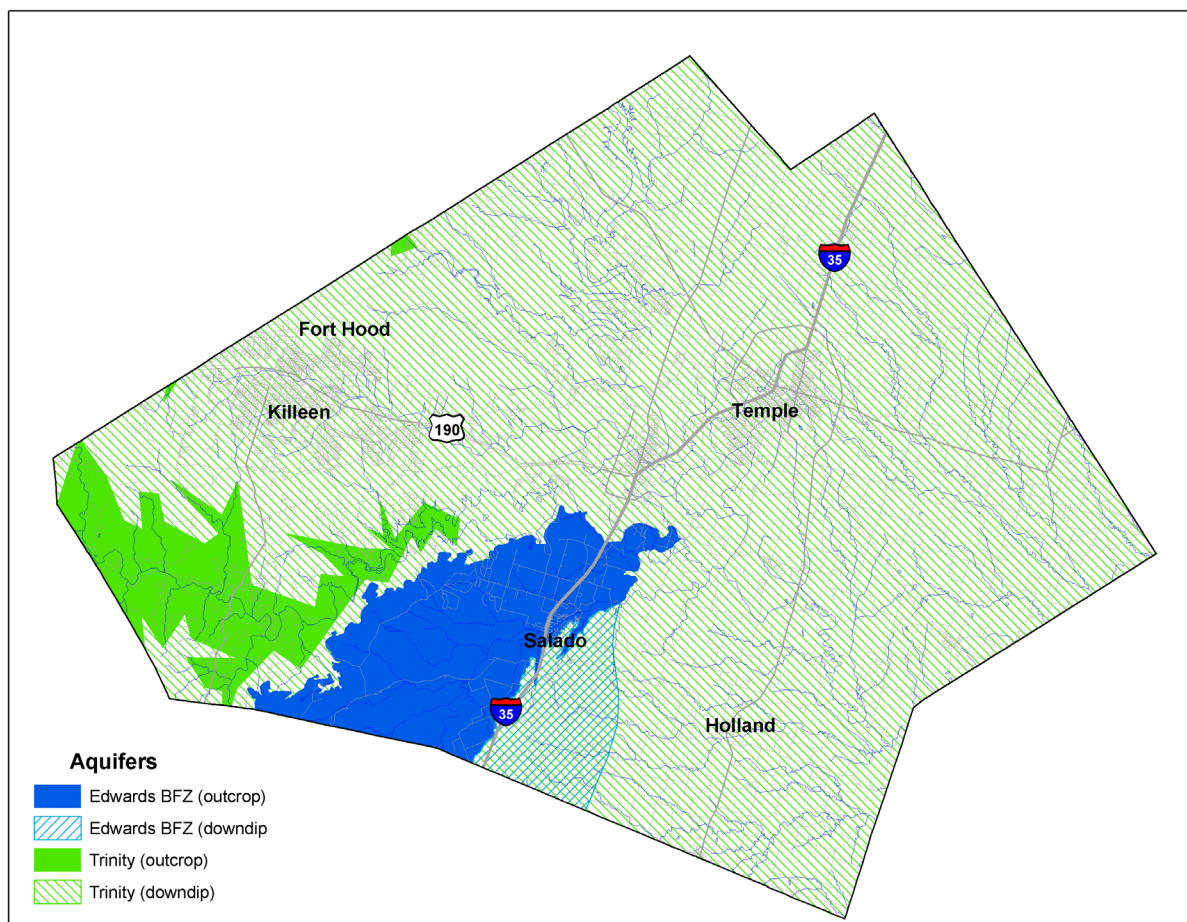 35
Fort Hood
Killeen
190
Temple
Salado
35
Holland
Aquifers
Edwards BFZ (outcrop)
Edwards BFZ (downdip
Trinity (outcrop)
Trinity (downdip)